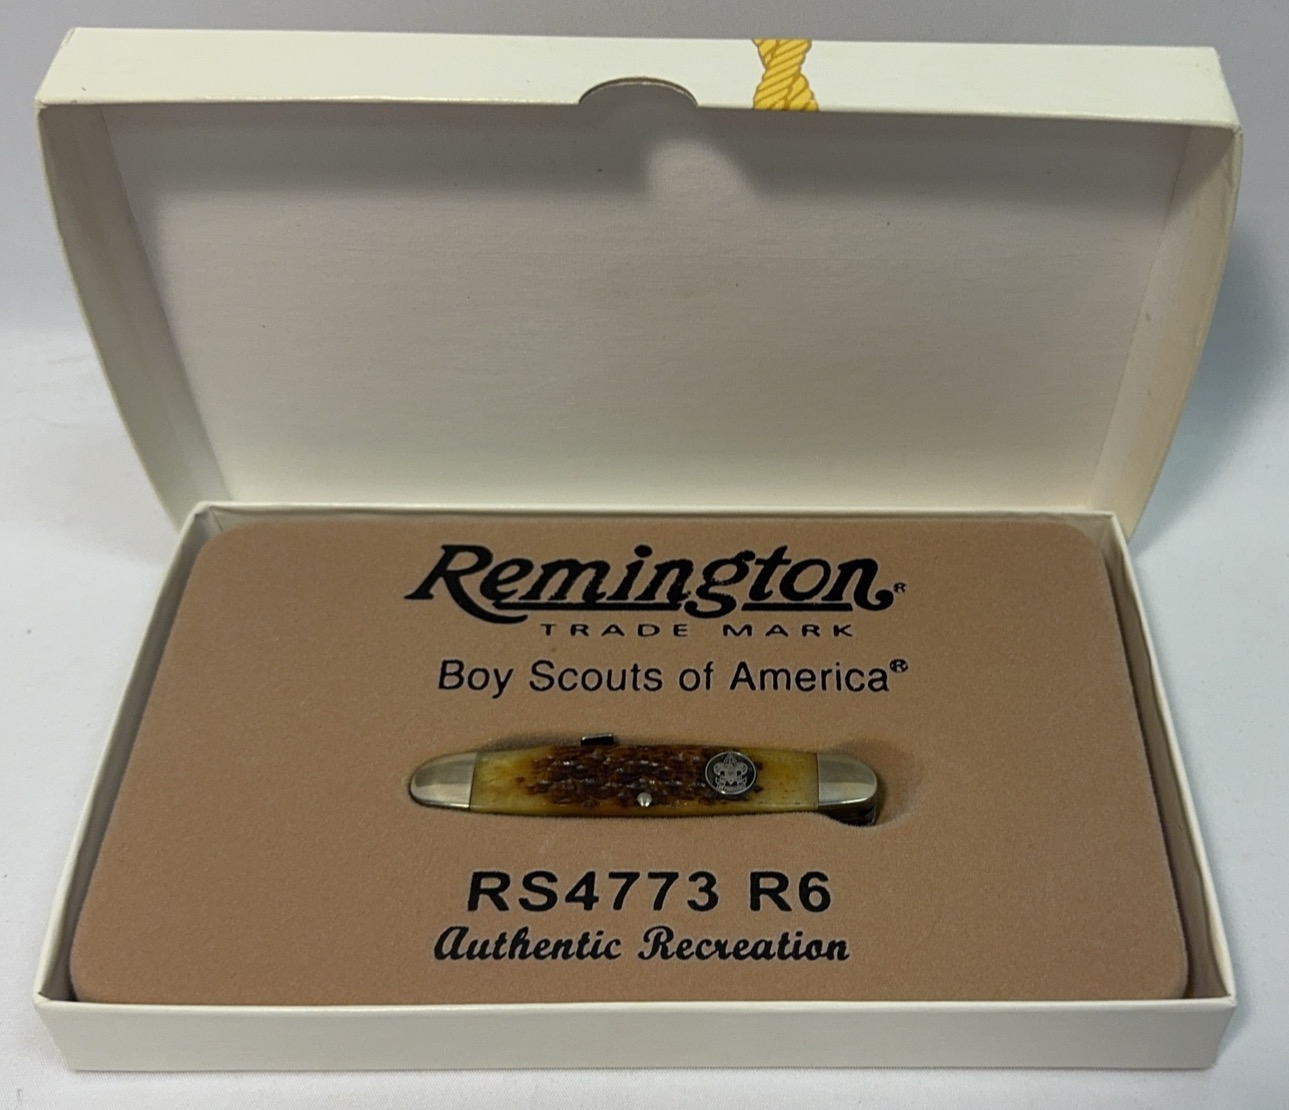 Remington®
TRADE MARK
Boy Scouts of America®
RS4773 R6
Authentic Recreation